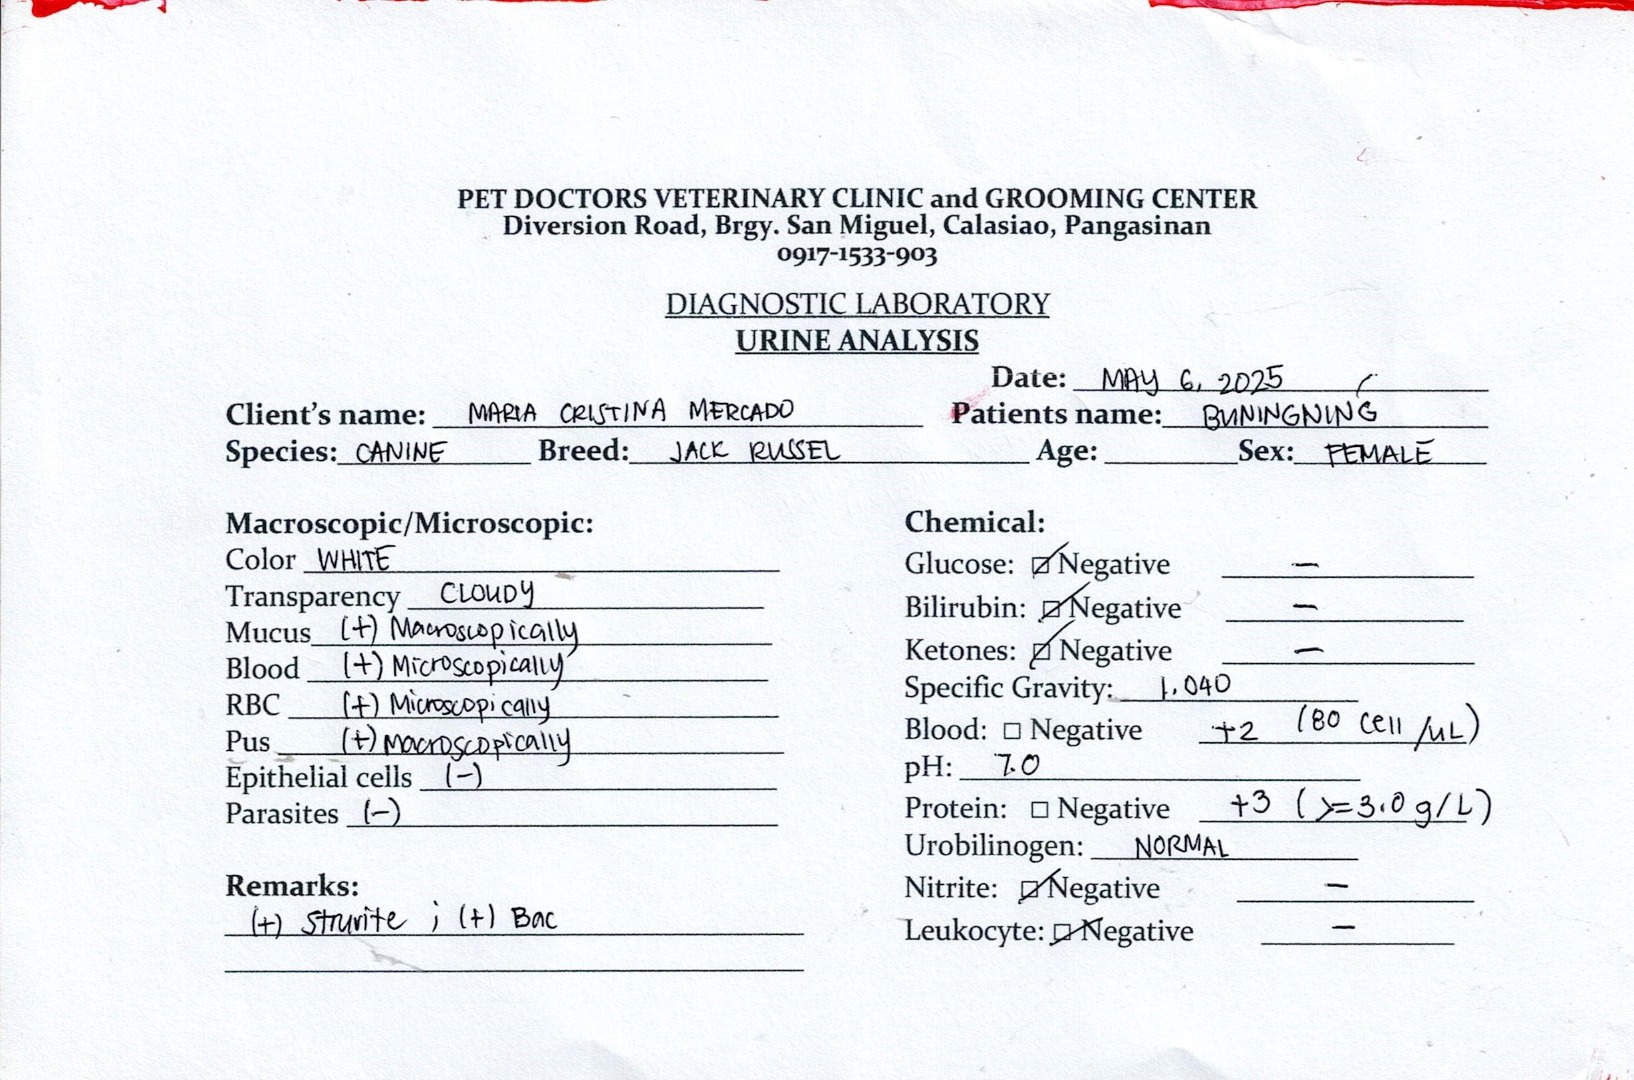 PET DOCTORS VETERINARY CLINIC and GROOMING CENTER
Diversion Road, Brgy. San Miguel, Calasiao, Pangasinan
0917-1533-903
DIAGNOSTIC LABORATORY
URINE ANALYSIS
Date: MAY 6, 2025
Client's name: MARIA CRISTINA MERCADO Patients name: BUNINGNING
Species: CANINE Breed: JACK RUSSEL Age: Sex: FEMALE
Macroscopic/Microscopic:
Color WHITE
Transparency CLOUDY
Mucus (+) Macroscopically
Blood (+) Microscopically
RBC (+) Microscopically
Pus (+) Macroscopically
Epithelial cells (-)
Parasites (-)
Remarks:
(+) Struvite ; (+) Bac
Chemical:
Glucose: ☑ Negative —
Bilirubin: ☑ Negative —
Ketones: ☑ Negative —
Specific Gravity: 1.040
Blood: ☐ Negative +2 (80 cell/uL)
pH: 7.0
Protein: ☐ Negative +3 (>=3.0 g/L)
Urobilinogen: NORMAL
Nitrite: ☑ Negative —
Leukocyte: ☑ Negative —